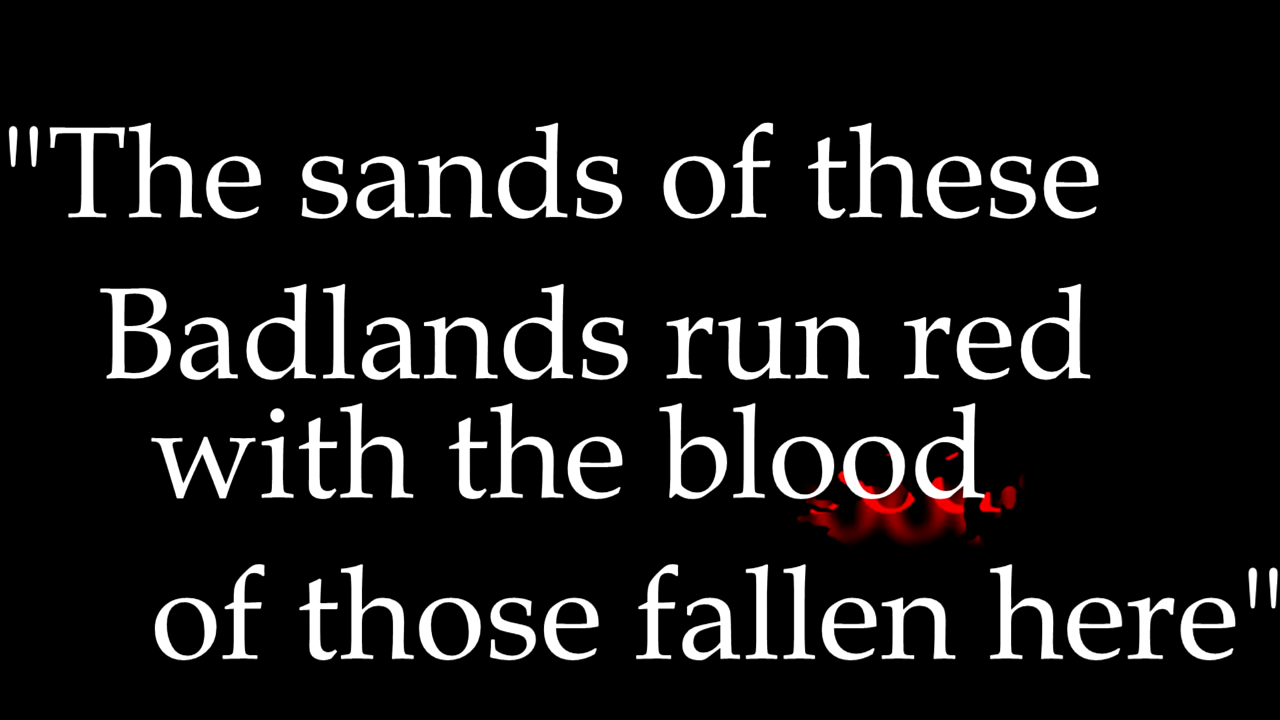 "The sands of these
Badlands run red
with the blood
of those fallen here"